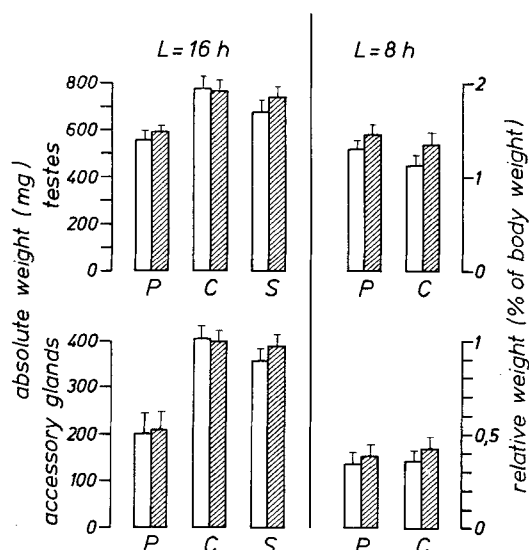 L = 16 h
L = 8 h
absolute weight (mg)
testes
accessory glands
800
600
400
200
0
P
C
S
P
C
2
1
0
400
300
200
100
0
P
C
S
P
C
1
0,5
0
relative weight (% of body weight)